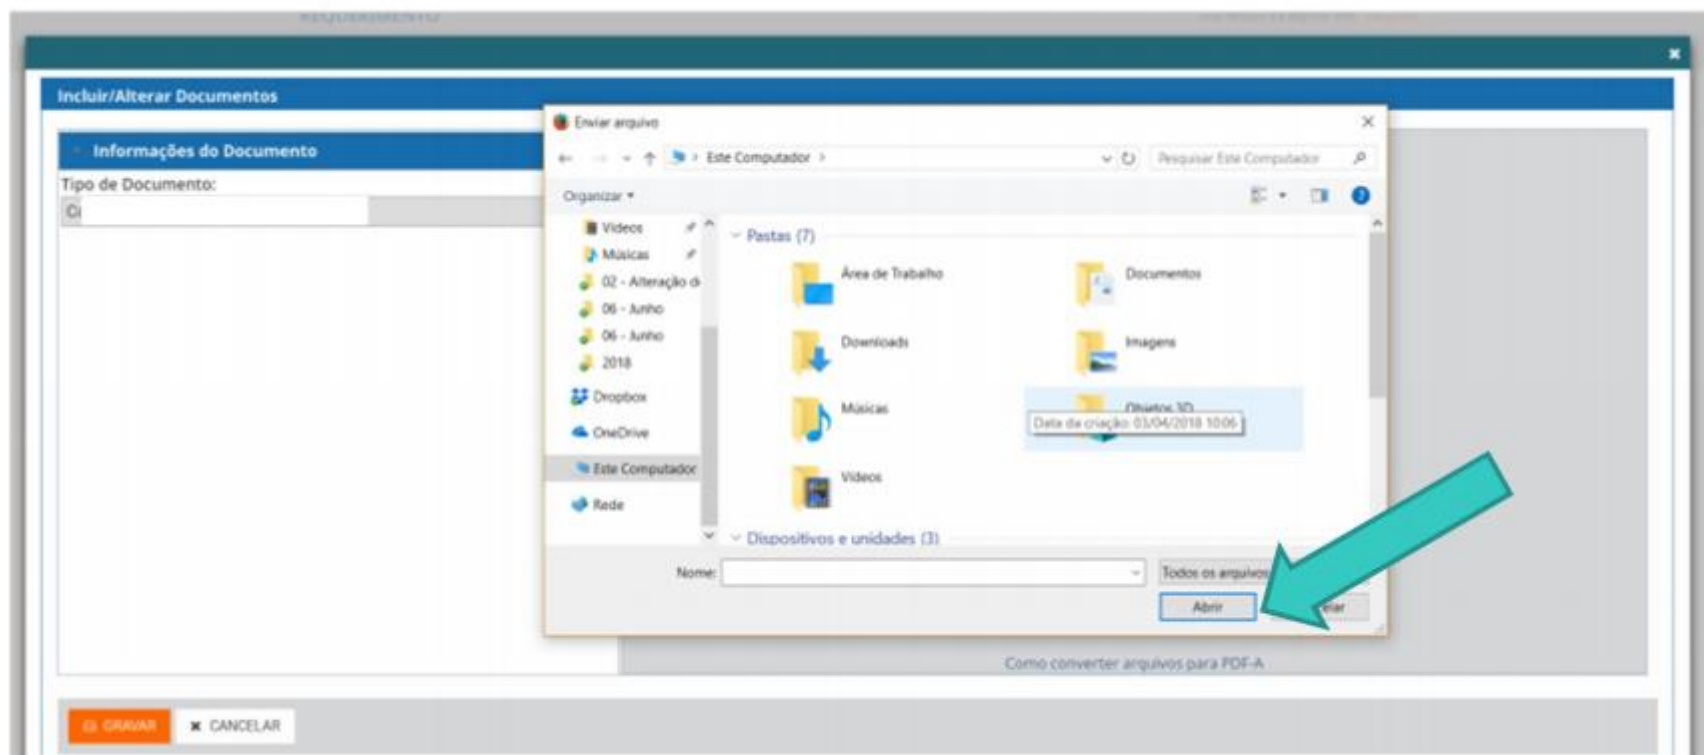 REQUERIMENTO
Incluir/Alterar Documentos
Informações do Documento
Tipo de Documento:
Enviar arquivo
Este Computador
Pesquisar Este Computador
Organizar
Vídeos
Músicas
02 - Alteração d
06 - Junho
06 - Junho
2018
Dropbox
OneDrive
Este Computador
Rede
Pastas (7)
Área de Trabalho
Documentos
Downloads
Imagens
Músicas
Objetos 3D
Data da criação: 03/04/2018 10:06
Vídeos
Dispositivos e unidades (3)
Nome:
Todos os arquivos
Abrir
elar
Como converter arquivos para PDF-A
GRAVAR
CANCELAR